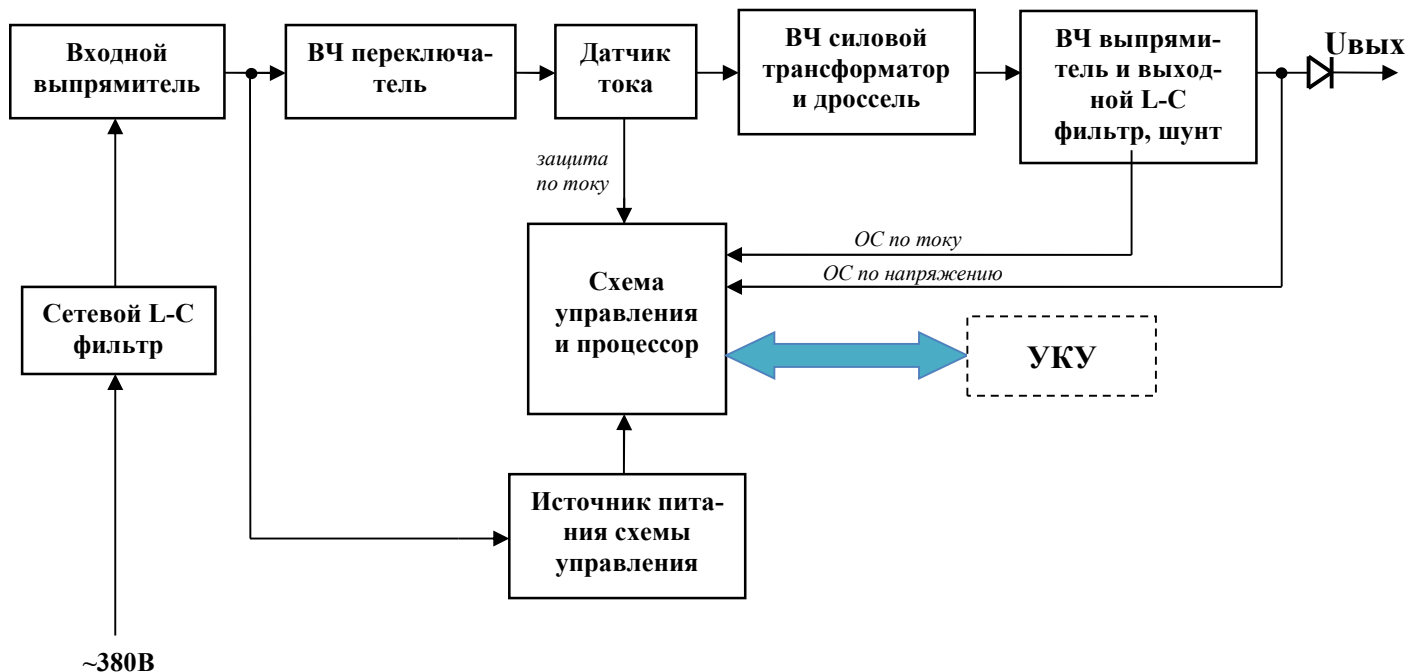 Входной
выпрямитель
ВЧ переключа-
тель
Датчик
тока
ВЧ силовой
трансформатор
и дроссель
ВЧ выпрями-
тель и выход-
ной L-C
фильтр, шунт
Uвых
защита
по току
ОС по току
ОС по напряжению
Схема
управления
и процессор
Сетевой L-C
фильтр
УКУ
Источник пита-
ния схемы
управления
~380В